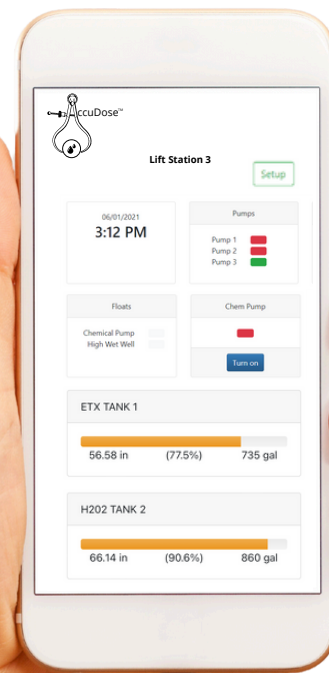 AccuDose™
Lift Station 3
Setup
06/01/2021
3:12 PM
Pumps
Pump 1
Pump 2
Pump 3
Floats
Chemical Pump
High Wet Well
Chem Pump
Turn on
ETX TANK 1
56.58 in (77.5%) 735 gal
H202 TANK 2
66.14 in (90.6%) 860 gal